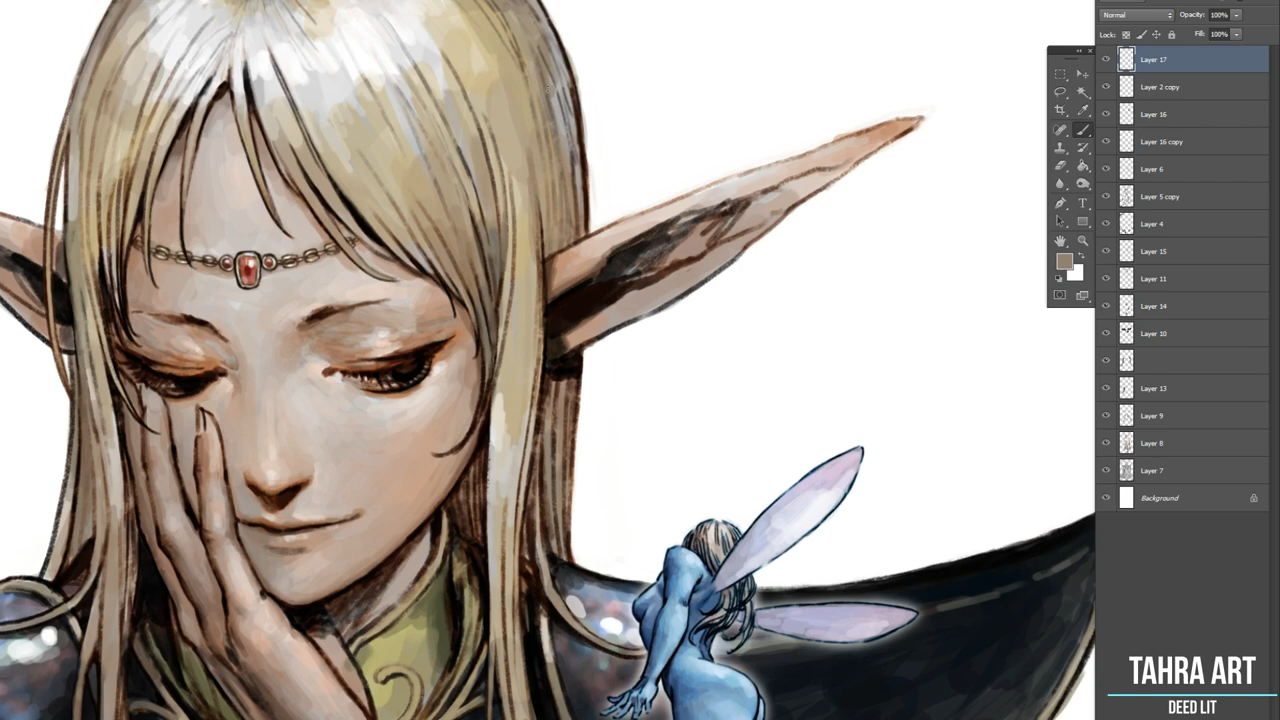 Normal Opacity: 100%
Lock: Fill: 100%
Layer 17
Layer 2 copy
Layer 16
Layer 16 copy
Layer 6
Layer 5 copy
Layer 4
Layer 15
Layer 11
Layer 14
Layer 10
Layer 13
Layer 9
Layer 8
Layer 7
Background
T
TAHRA ART
DEED LIT